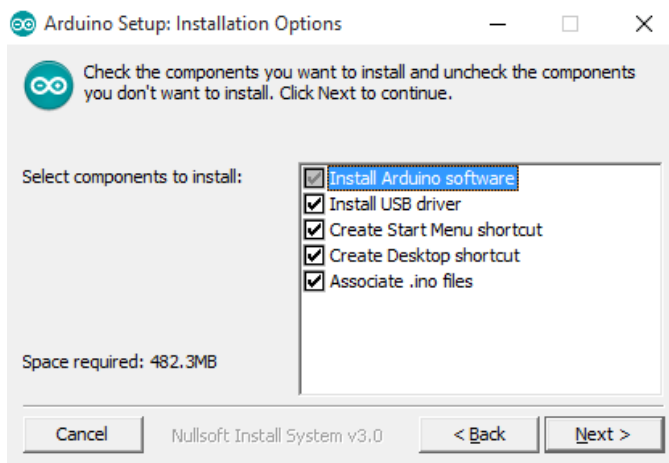 Arduino Setup: Installation Options
Check the components you want to install and uncheck the components
you don't want to install. Click Next to continue.
Select components to install:
Install Arduino software
Install USB driver
Create Start Menu shortcut
Create Desktop shortcut
Associate .ino files
Space required: 482.3MB
Cancel
Nullsoft Install System v3.0
< Back
Next >